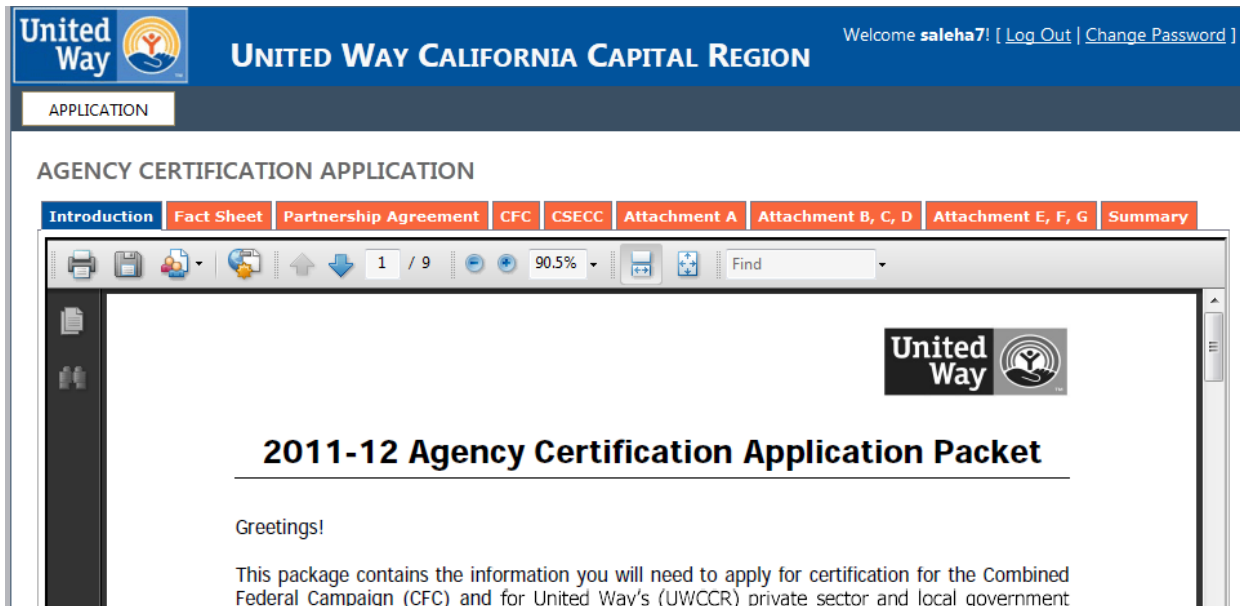 United
Way
UNITED WAY CALIFORNIA CAPITAL REGION
Welcome saleha7! [ Log Out | Change Password ]
APPLICATION
AGENCY CERTIFICATION APPLICATION
Introduction Fact Sheet Partnership Agreement CFC CSECC Attachment A Attachment B, C, D Attachment E, F, G Summary
1 / 9 90.5% Find
United
Way
2011-12 Agency Certification Application Packet
Greetings!
This package contains the information you will need to apply for certification for the Combined
Federal Campaign (CFC) and for United Way's (UWCCR) private sector and local government